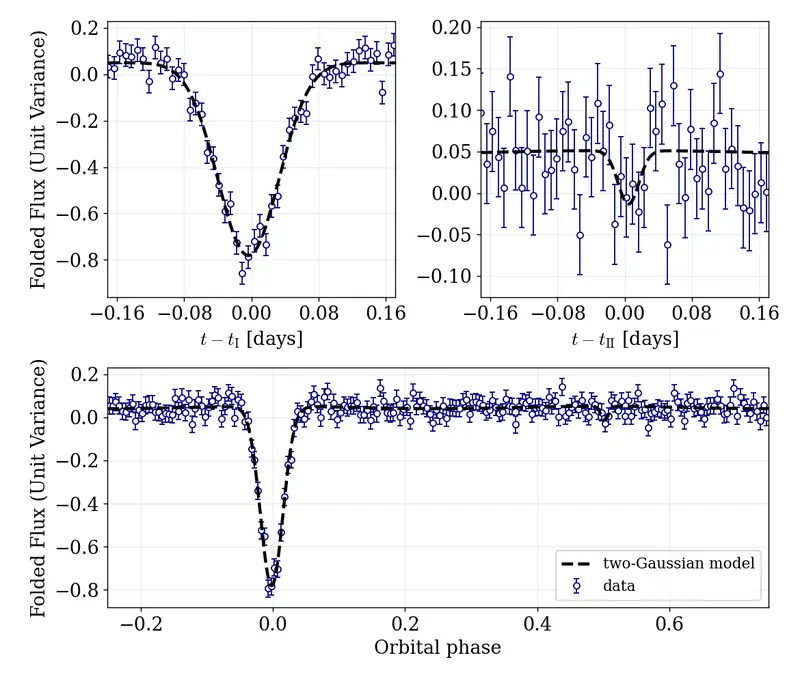 Folded Flux (Unit Variance)
0.2
0.0
−0.2
−0.4
−0.6
−0.8
−0.16 −0.08 0.00 0.08 0.16
t − tI [days]
0.20
0.15
0.10
0.05
0.00
−0.05
−0.10
−0.16 −0.08 0.00 0.08 0.16
t − tII [days]
Folded Flux (Unit Variance)
0.2
0.0
−0.2
−0.4
−0.6
−0.8
two-Gaussian model
data
−0.2 0.0 0.2 0.4 0.6
Orbital phase